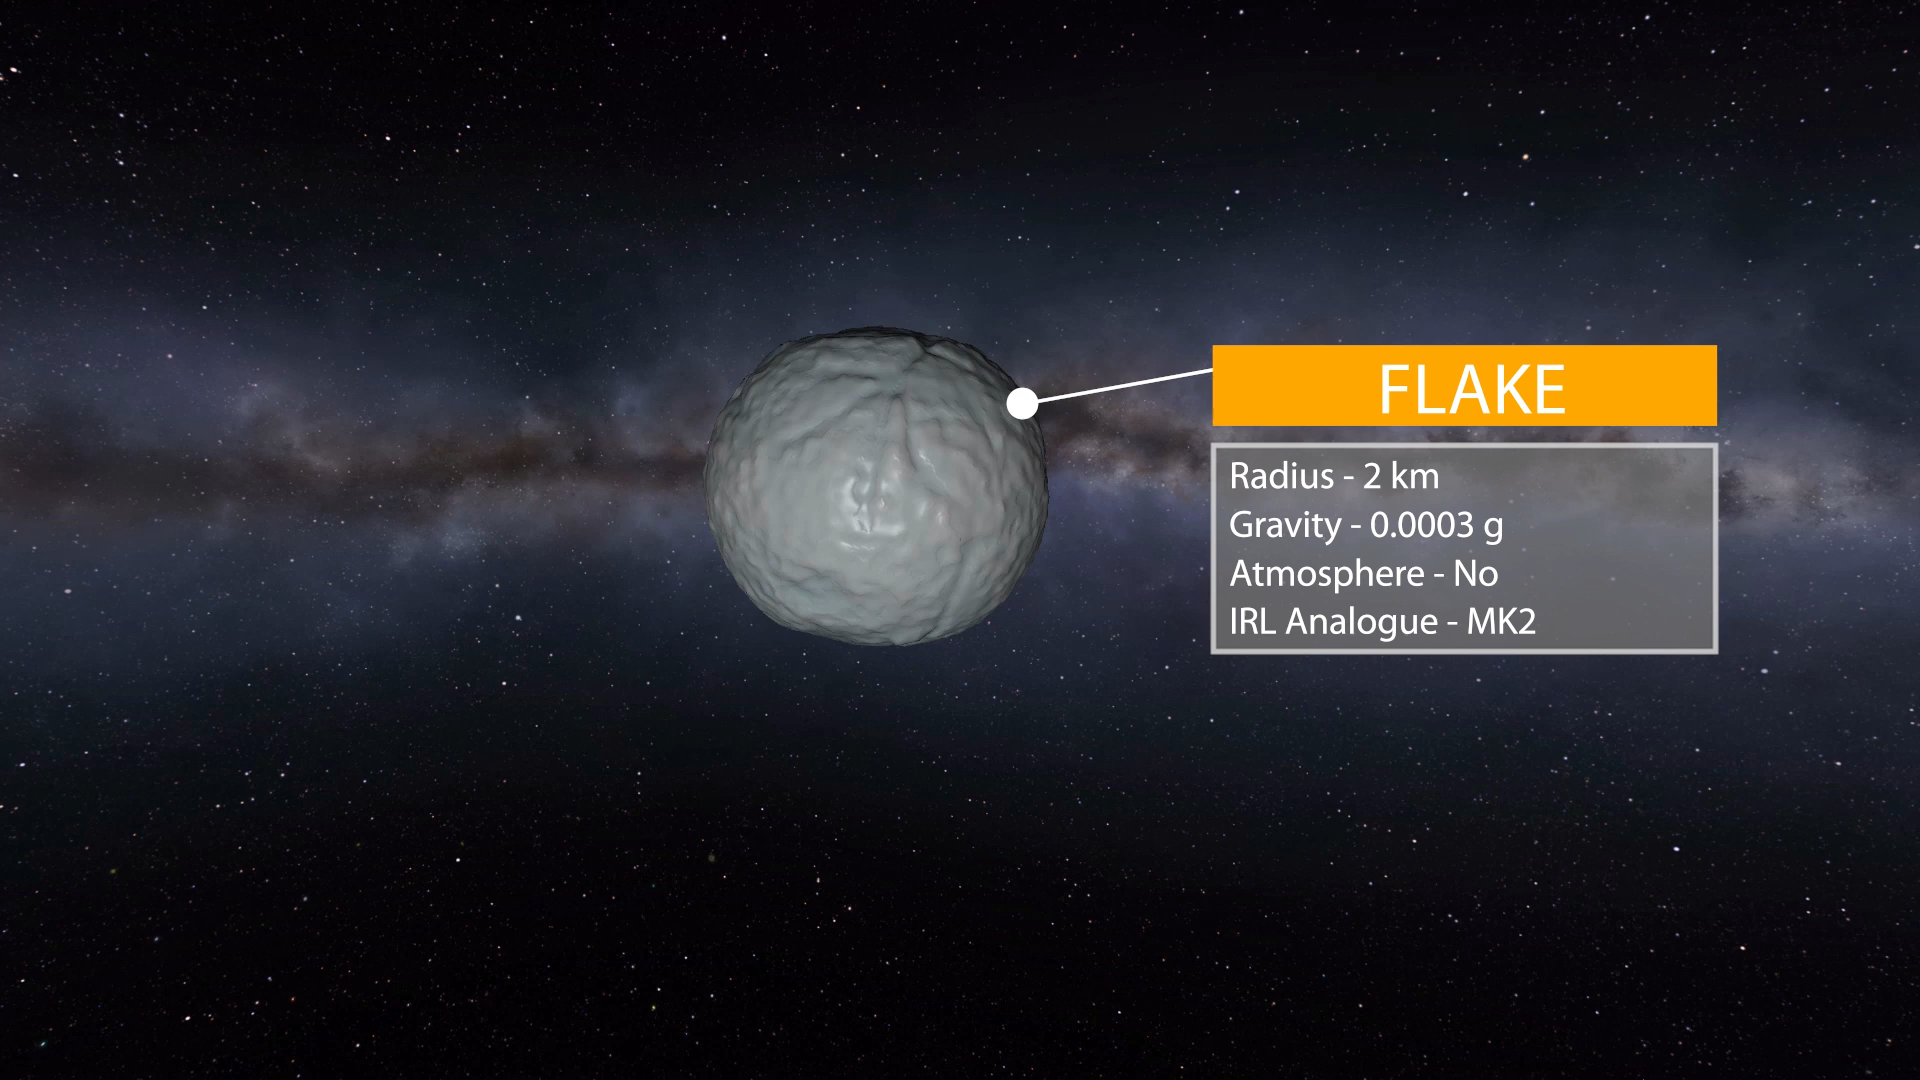 FLAKE
Radius - 2 km
Gravity - 0.0003 g
Atmosphere - No
IRL Analogue - MK2